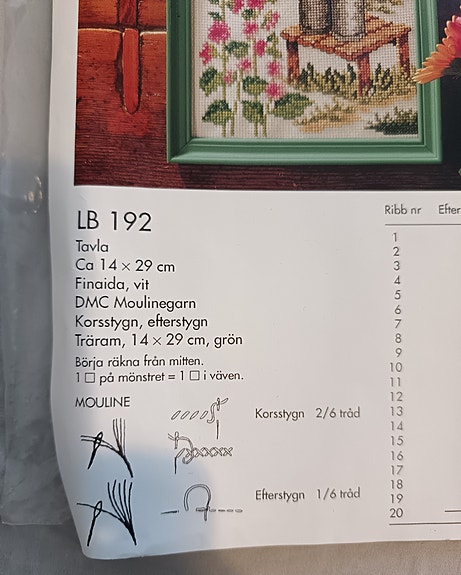 LB 192
Tavla
Ca 14 × 29 cm
Finaida, vit
DMC Moulinegarn
Korsstygn, efterstygn
Träram, 14 × 29 cm, grön
Börja räkna från mitten.
1 □ på mönstret = 1 □ i väven.
MOULINE
Korsstygn 2/6 tråd
Efterstygn 1/6 tråd
Ribb nr Efter
1
2
3
4
5
6
7
8
9
10
11
12
13
14
15
16
17
18
19
20